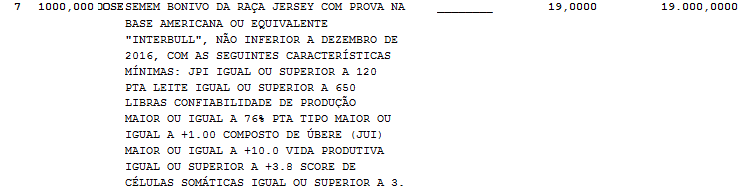 7 1000,000 DOSE SEMEM BONIVO DA RAÇA JERSEY COM PROVA NA ________ 19,0000 19.000,0000
BASE AMERICANA OU EQUIVALENTE
"INTERBULL", NÃO INFERIOR A DEZEMBRO DE
2016, COM AS SEGUINTES CARACTERÍSTICAS
MÍNIMAS: JPI IGUAL OU SUPERIOR A 120
PTA LEITE IGUAL OU SUPERIOR A 650
LIBRAS CONFIABILIDADE DE PRODUÇÃO
MAIOR OU IGUAL A 76% PTA TIPO MAIOR OU
IGUAL A +1.00 COMPOSTO DE ÚBERE (JUI)
MAIOR OU IGUAL A +10.0 VIDA PRODUTIVA
IGUAL OU SUPERIOR A +3.8 SCORE DE
CÉLULAS SOMÁTICAS IGUAL OU SUPERIOR A 3.